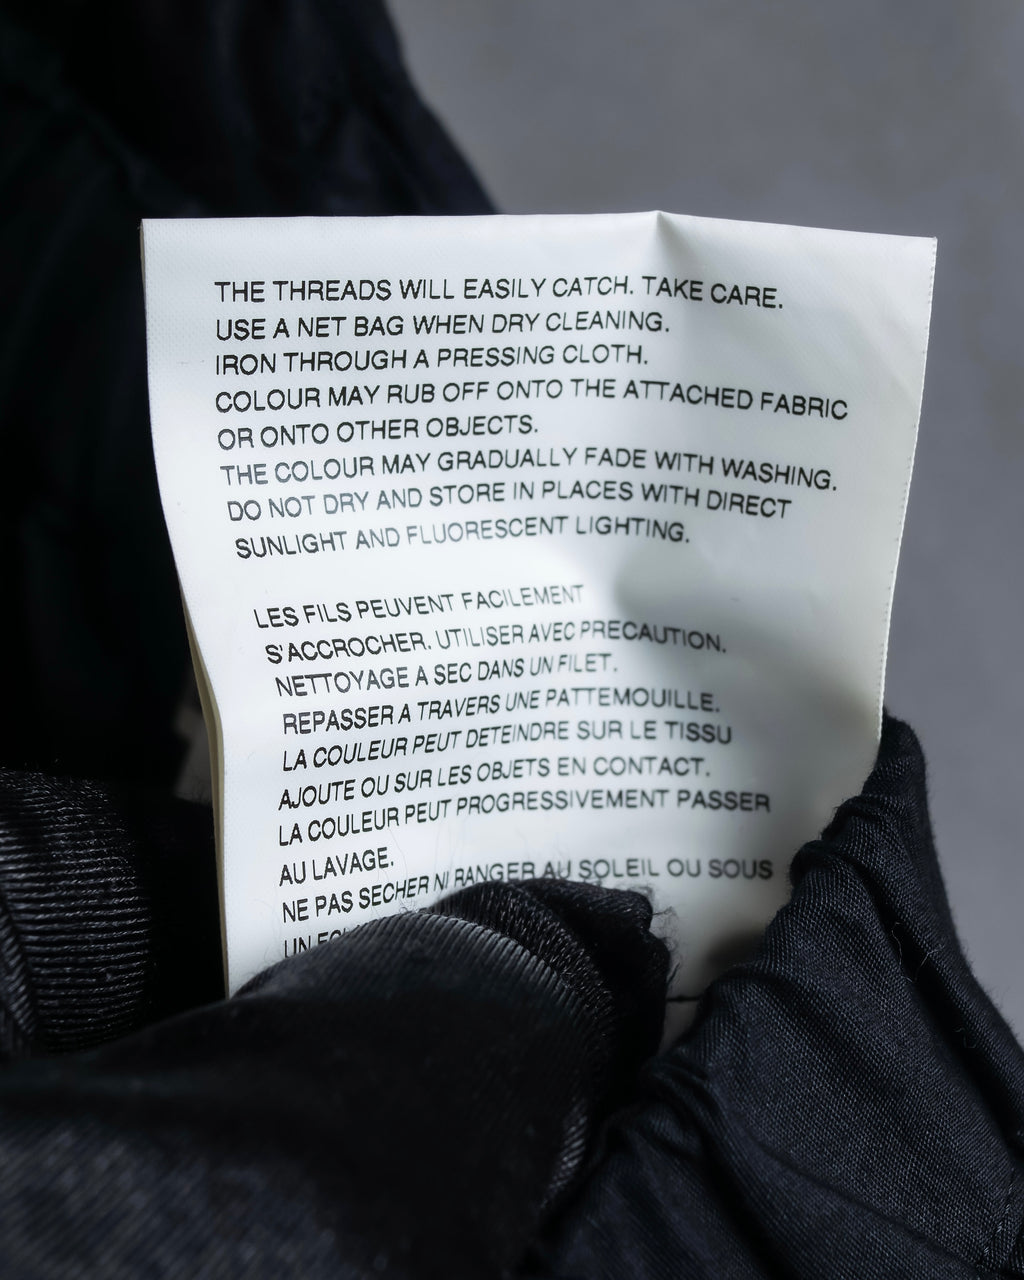 THE THREADS WILL EASILY CATCH. TAKE CARE.
USE A NET BAG WHEN DRY CLEANING.
IRON THROUGH A PRESSING CLOTH.
COLOUR MAY RUB OFF ONTO THE ATTACHED FABRIC
OR ONTO OTHER OBJECTS.
THE COLOUR MAY GRADUALLY FADE WITH WASHING.
DO NOT DRY AND STORE IN PLACES WITH DIRECT
SUNLIGHT AND FLUORESCENT LIGHTING.
LES FILS PEUVENT FACILEMENT
S'ACCROCHER. UTILISER AVEC PRECAUTION.
NETTOYAGE A SEC DANS UN FILET.
REPASSER A TRAVERS UNE PATTEMOUILLE.
LA COULEUR PEUT DETEINDRE SUR LE TISSU
AJOUTE OU SUR LES OBJETS EN CONTACT.
LA COULEUR PEUT PROGRESSIVEMENT PASSER
AU LAVAGE.
NE PAS SECHER NI RANGER AU SOLEIL OU SOUS
UN